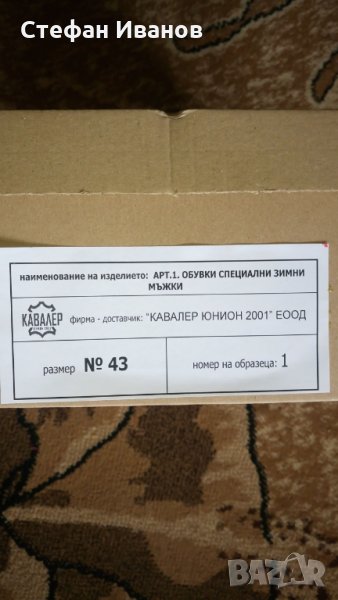 Стефан Иванов
наименование на изделието: АРТ.1. ОБУВКИ СПЕЦИАЛНИ ЗИМНИ
МЪЖКИ
КАВАЛЕР
фирма - доставчик: "КАВАЛЕР ЮНИОН 2001" ЕООД
размер № 43
номер на образеца: 1
BAZAR